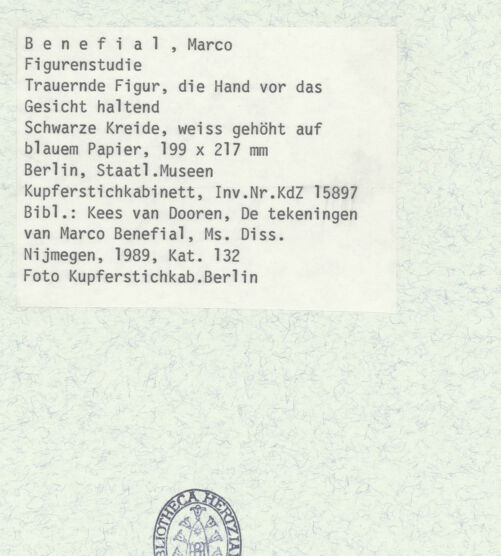 B e n e f i a l , Marco
Figurenstudie
Trauernde Figur, die Hand vor das
Gesicht haltend
Schwarze Kreide, weiss gehöht auf
blauem Papier, 199 x 217 mm
Berlin, Staatl.Museen
Kupferstichkabinett, Inv.Nr.KdZ 15897
Bibl.: Kees van Dooren, De tekeningen
van Marco Benefial, Ms. Diss.
Nijmegen, 1989, Kat. 132
Foto Kupferstichkab.Berlin
BLIOTHECA HERTZIA